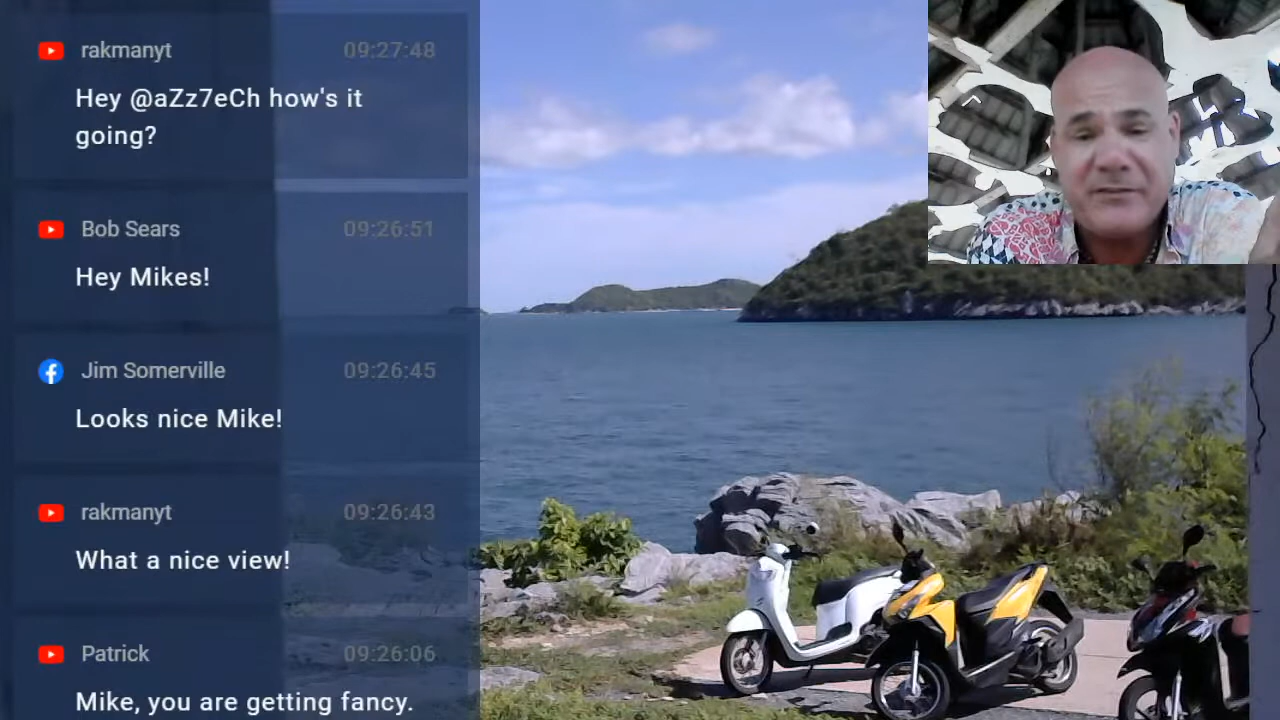 rakmanyt 09:27:48
Hey @aZz7eCh how's it
going?
Bob Sears 09:26:51
Hey Mikes!
Jim Somerville 09:26:45
Looks nice Mike!
rakmanyt 09:26:43
What a nice view!
Patrick 09:26:06
Mike, you are getting fancy.